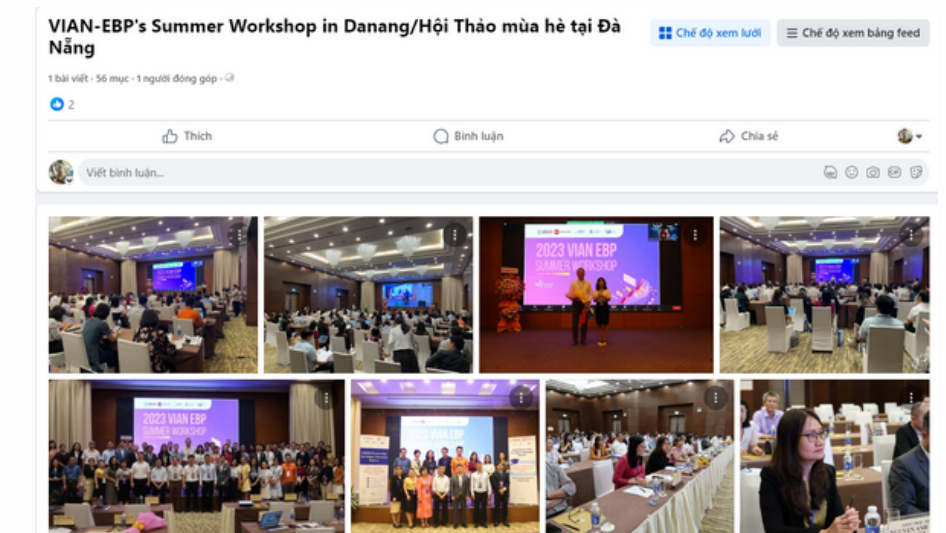 VIAN-EBP's Summer Workshop in Danang/Hội Thảo mùa hè tại Đà
Nẵng
Chế độ xem lưới
Chế độ xem bảng feed
1 bài viết · 56 mục · 1 người đóng góp ·
2
Thích
Bình luận
Chia sẻ
Viết bình luận...
2023 VIAN EBP
SUMMER WORKSHOP
2023 VIAN EBP
SUMMER WORKSHOP
2023 VIAN EBP